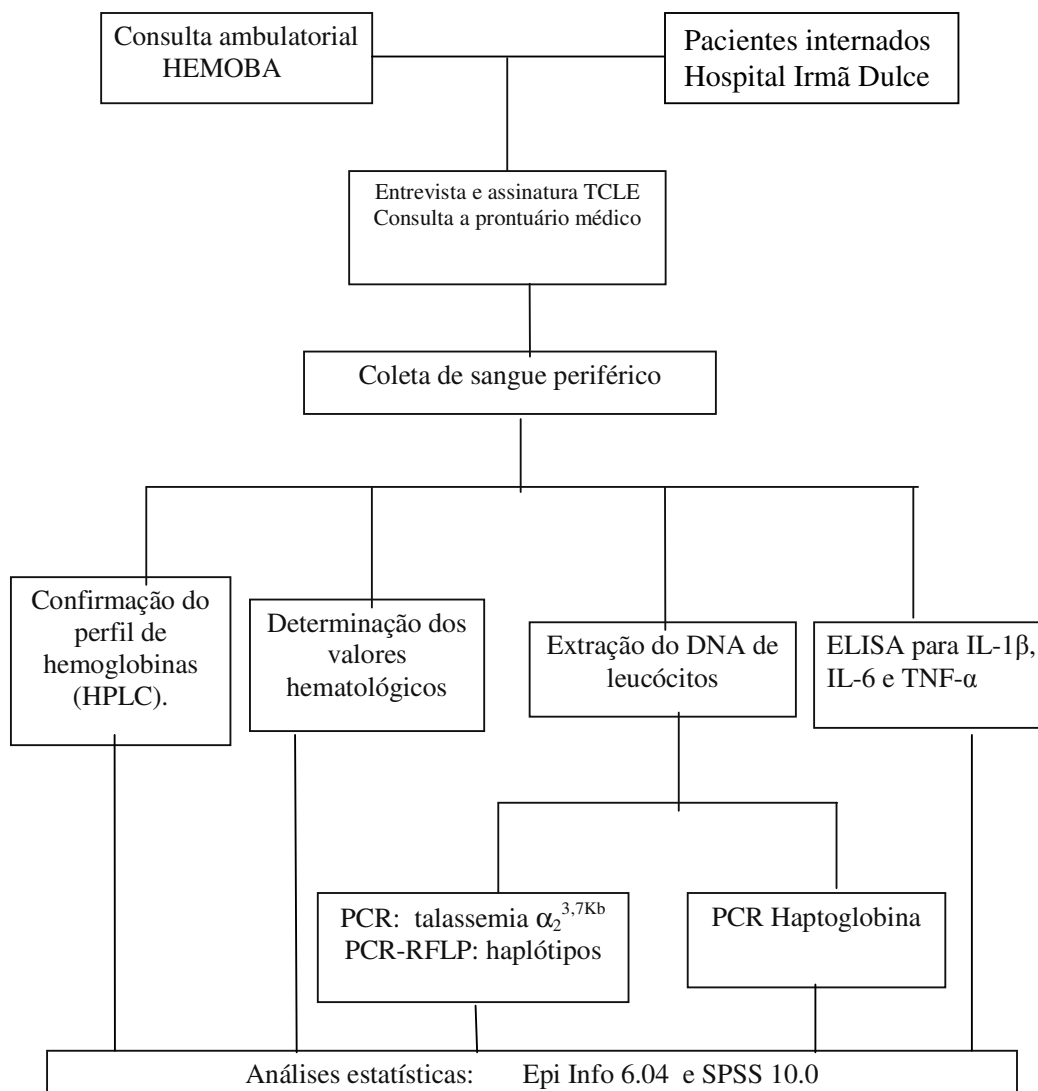 Consulta ambulatorial
HEMOBA
Pacientes internados
Hospital Irmã Dulce
Entrevista e assinatura TCLE
Consulta a prontuário médico
Coleta de sangue periférico
Confirmação do
perfil de
hemoglobinas
(HPLC).
Determinação dos
valores
hematológicos
Extração do DNA de
leucócitos
ELISA para IL-1β,
IL-6 e TNF-α
PCR: talassemia α₂³,⁷ᴷᵇ
PCR-RFLP: haplótipos
PCR Haptoglobina
Análises estatísticas: Epi Info 6.04 e SPSS 10.0